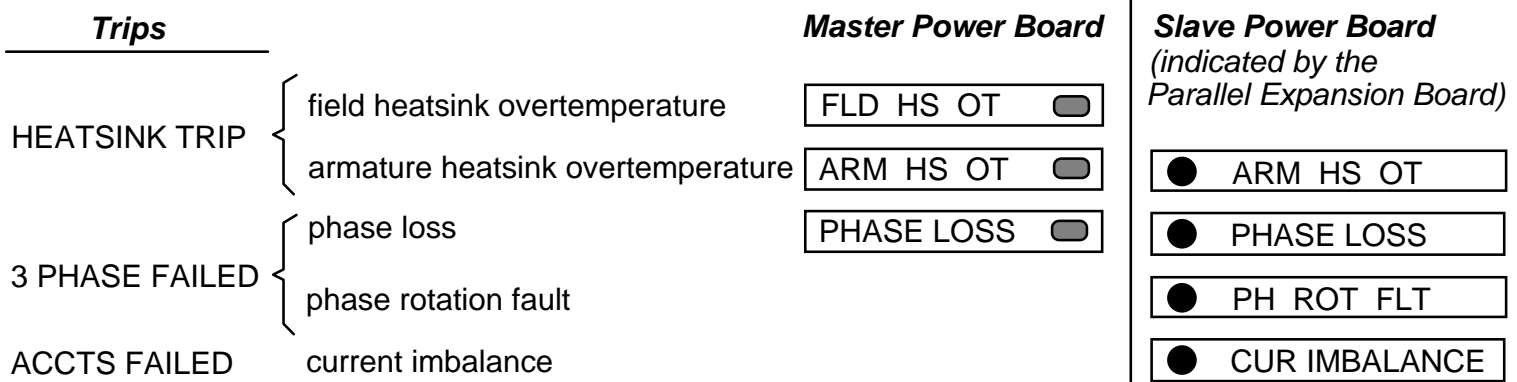 Trips
Master Power Board
Slave Power Board
(indicated by the
Parallel Expansion Board)
HEATSINK TRIP
field heatsink overtemperature
FLD HS OT
armature heatsink overtemperature
ARM HS OT
ARM HS OT
3 PHASE FAILED
phase loss
PHASE LOSS
PHASE LOSS
phase rotation fault
PH ROT FLT
ACCTS FAILED
current imbalance
CUR IMBALANCE